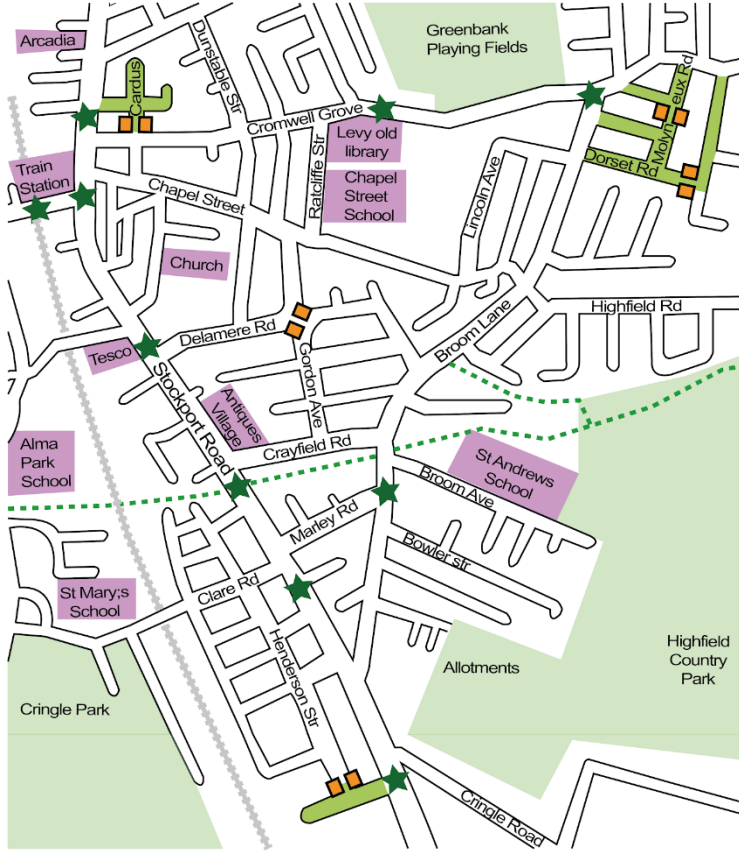 Greenbank
Playing Fields
Arcadia
Dunstable Str
Cardus
Molyneux Rd
Cromwell Grove
Ratcliffe Str
Levy old
library
Dorset Rd
Train
Station
Chapel Street
Chapel
Street
School
Lincoln Ave
Church
Highfield Rd
Delamere Rd
Broom Lane
Tesco
Gordon Ave
Stockport Road
Antiques
Village
Alma
Park
School
Crayfield Rd
St Andrews
School
Broom Ave
Marley Rd
Bowler str
Clare Rd
St Mary;s
School
Henderson Str
Allotments
Highfield
Country
Park
Cringle Park
Cringle Road